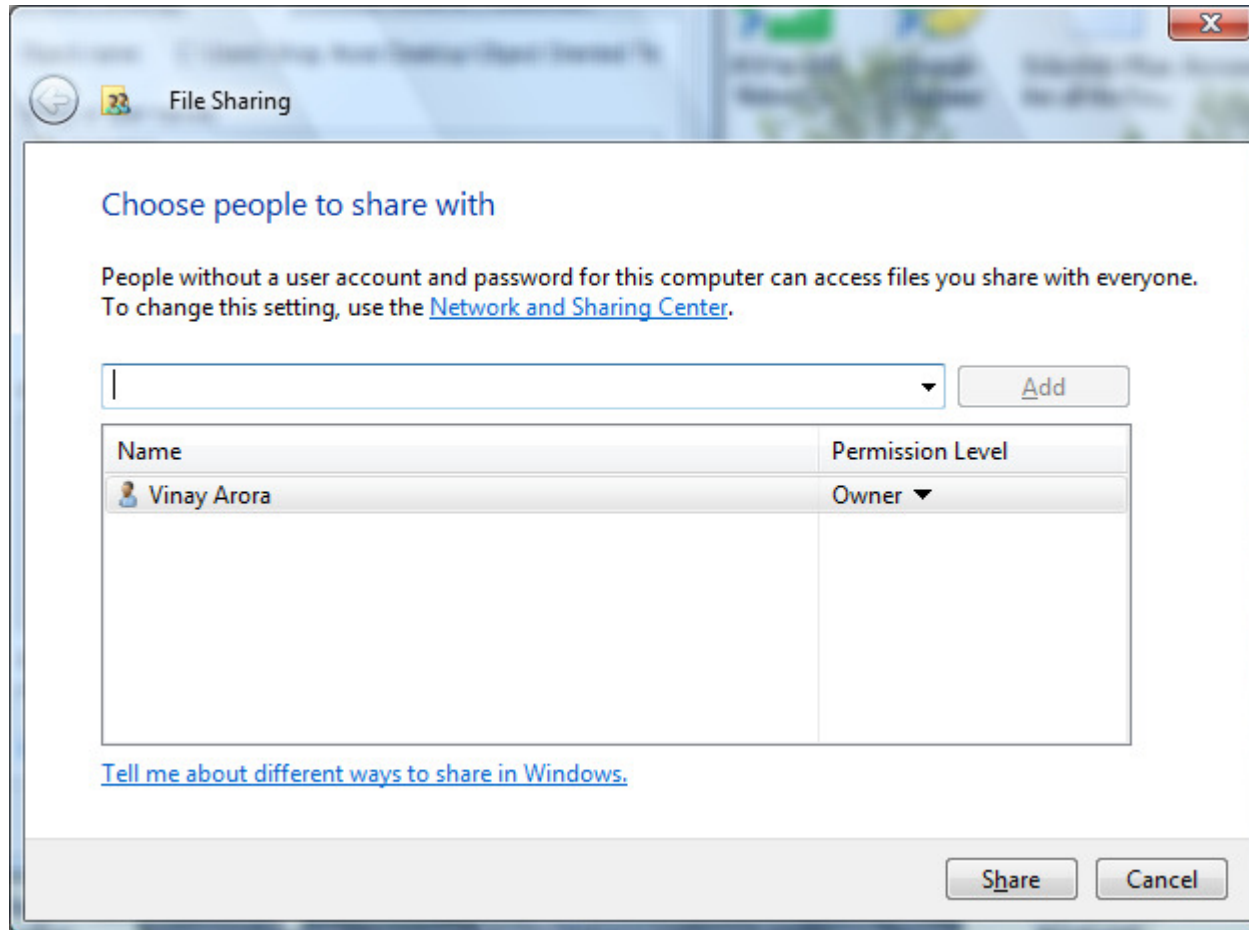 File Sharing
Choose people to share with
People without a user account and password for this computer can access files you share with everyone.
To change this setting, use the Network and Sharing Center.
Add
Name Permission Level
Vinay Arora Owner
Tell me about different ways to share in Windows.
Share Cancel